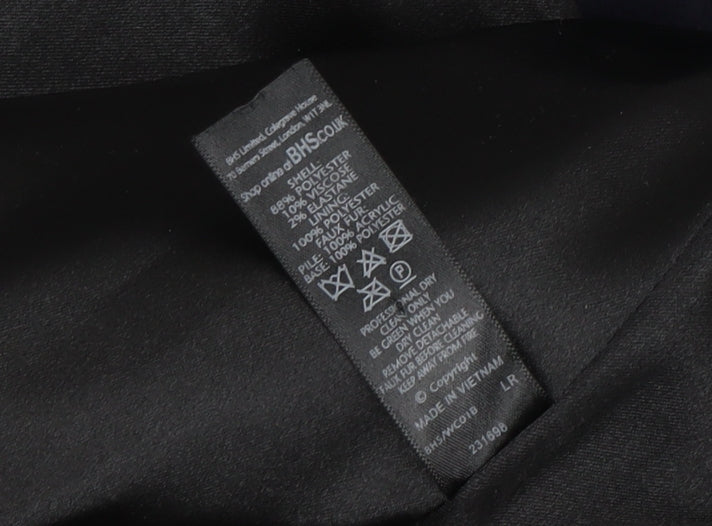 BHS Limited, Colegrave House
70 Berners Street, London, W1T 3NL
Shop online at BHS.CO.UK
SHELL:
88% POLYESTER
10% VISCOSE
2% ELASTANE
LINING:
100% POLYESTER
FAUX FUR:
PILE: 100% ACRYLIC
BASE: 100% POLYESTER
P
PROFESSIONAL DRY
CLEAN ONLY
BE GREEN WHEN YOU
DRY CLEAN
REMOVE DETACHABLE
FAUX FUR BEFORE CLEANING
KEEP AWAY FROM FIRE
© Copyright
MADE IN VIETNAM
BHS/WC01B LR
231698